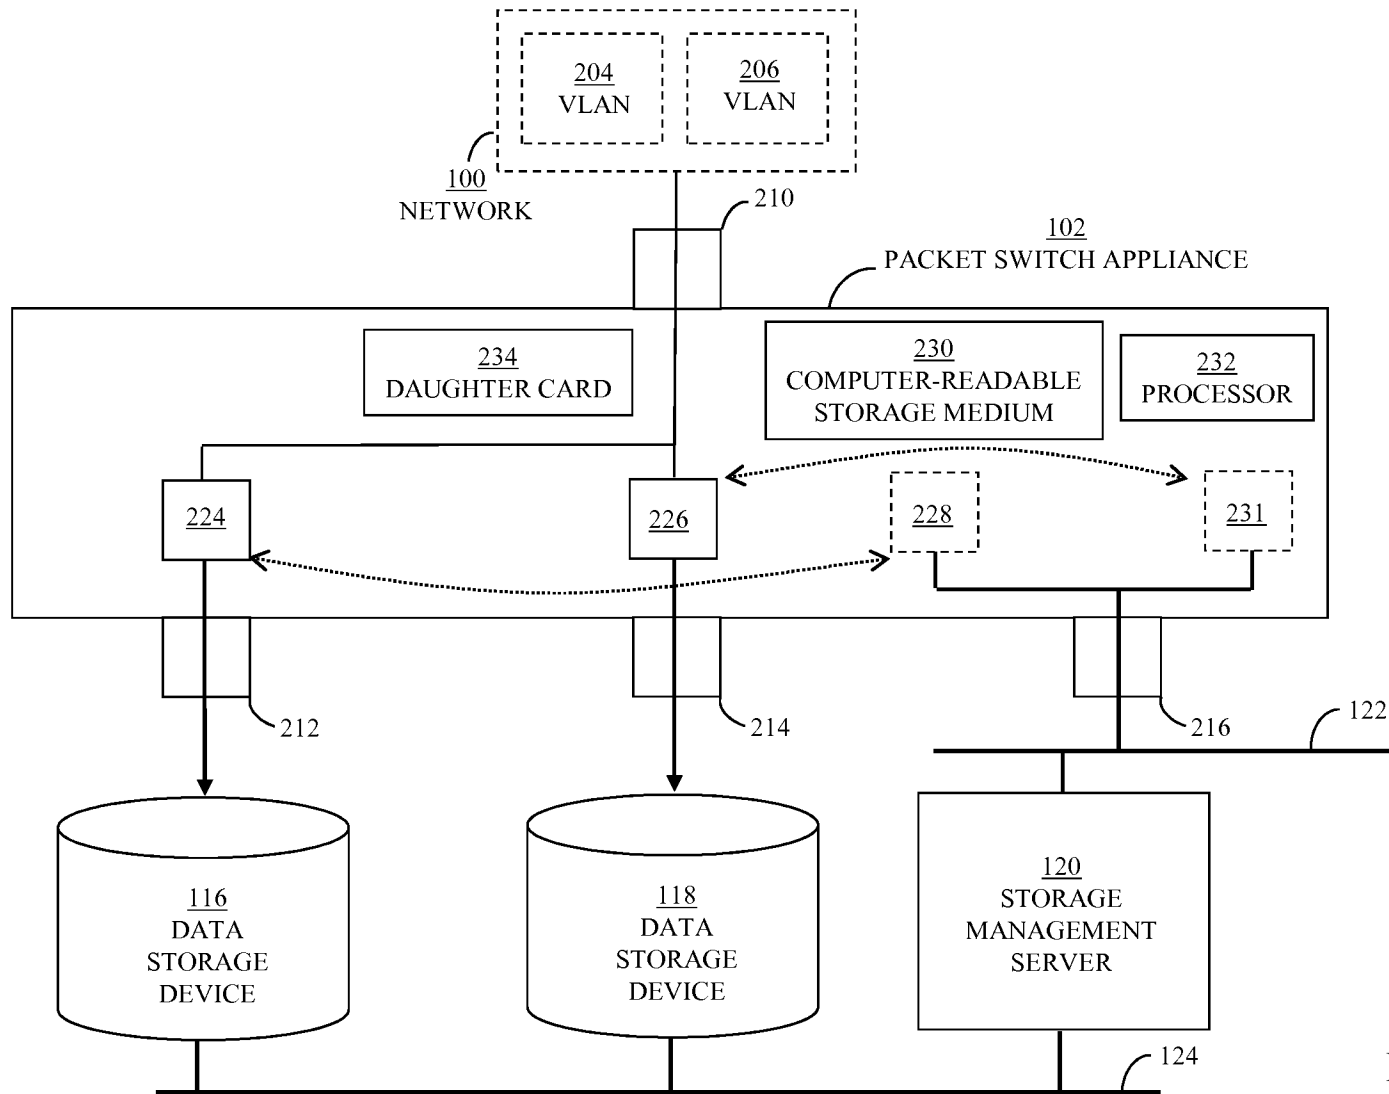 204
VLAN
206
VLAN
100
NETWORK
210
102
PACKET SWITCH APPLIANCE
234
DAUGHTER CARD
230
COMPUTER-READABLE
STORAGE MEDIUM
232
PROCESSOR
224
226
228
231
212
214
216
122
116
DATA
STORAGE
DEVICE
118
DATA
STORAGE
DEVICE
120
STORAGE
MANAGEMENT
SERVER
124